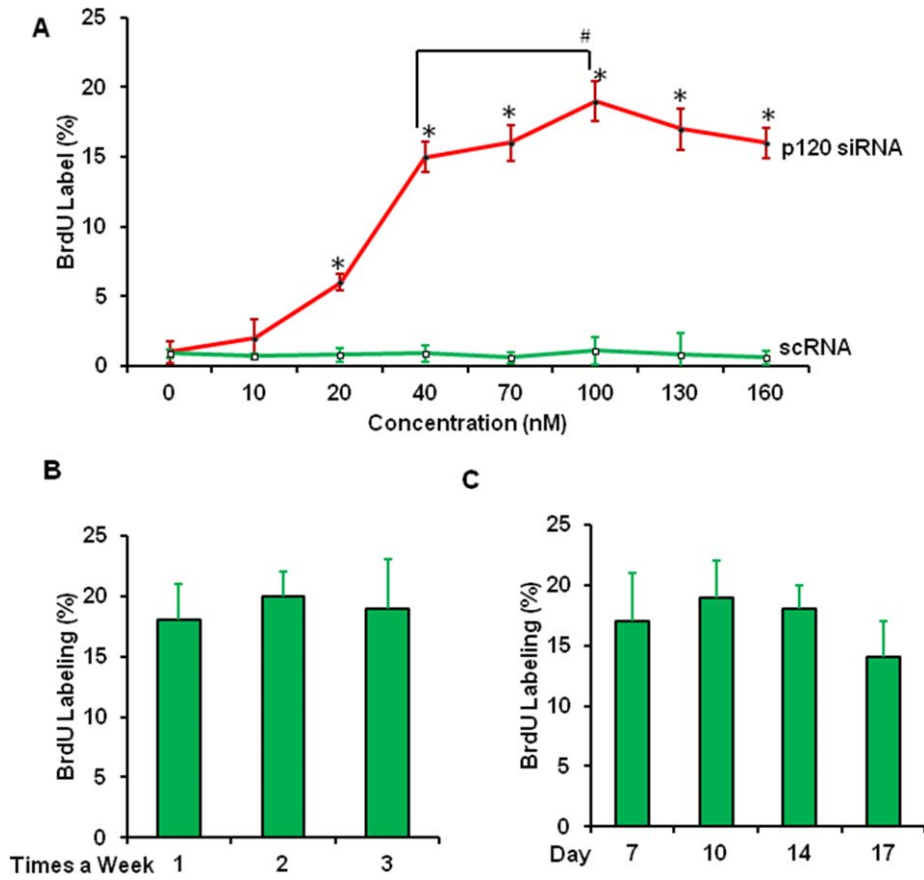 A
BrdU Label (%)
25
20
15
10
5
0
#
* * * * * *
p120 siRNA
scRNA
0 10 20 40 70 100 130 160
Concentration (nM)
B
BrdU Labeling (%)
25
20
15
10
5
0
Times a Week 1 2 3
C
BrdU Labeling (%)
25
20
15
10
5
0
Day 7 10 14 17